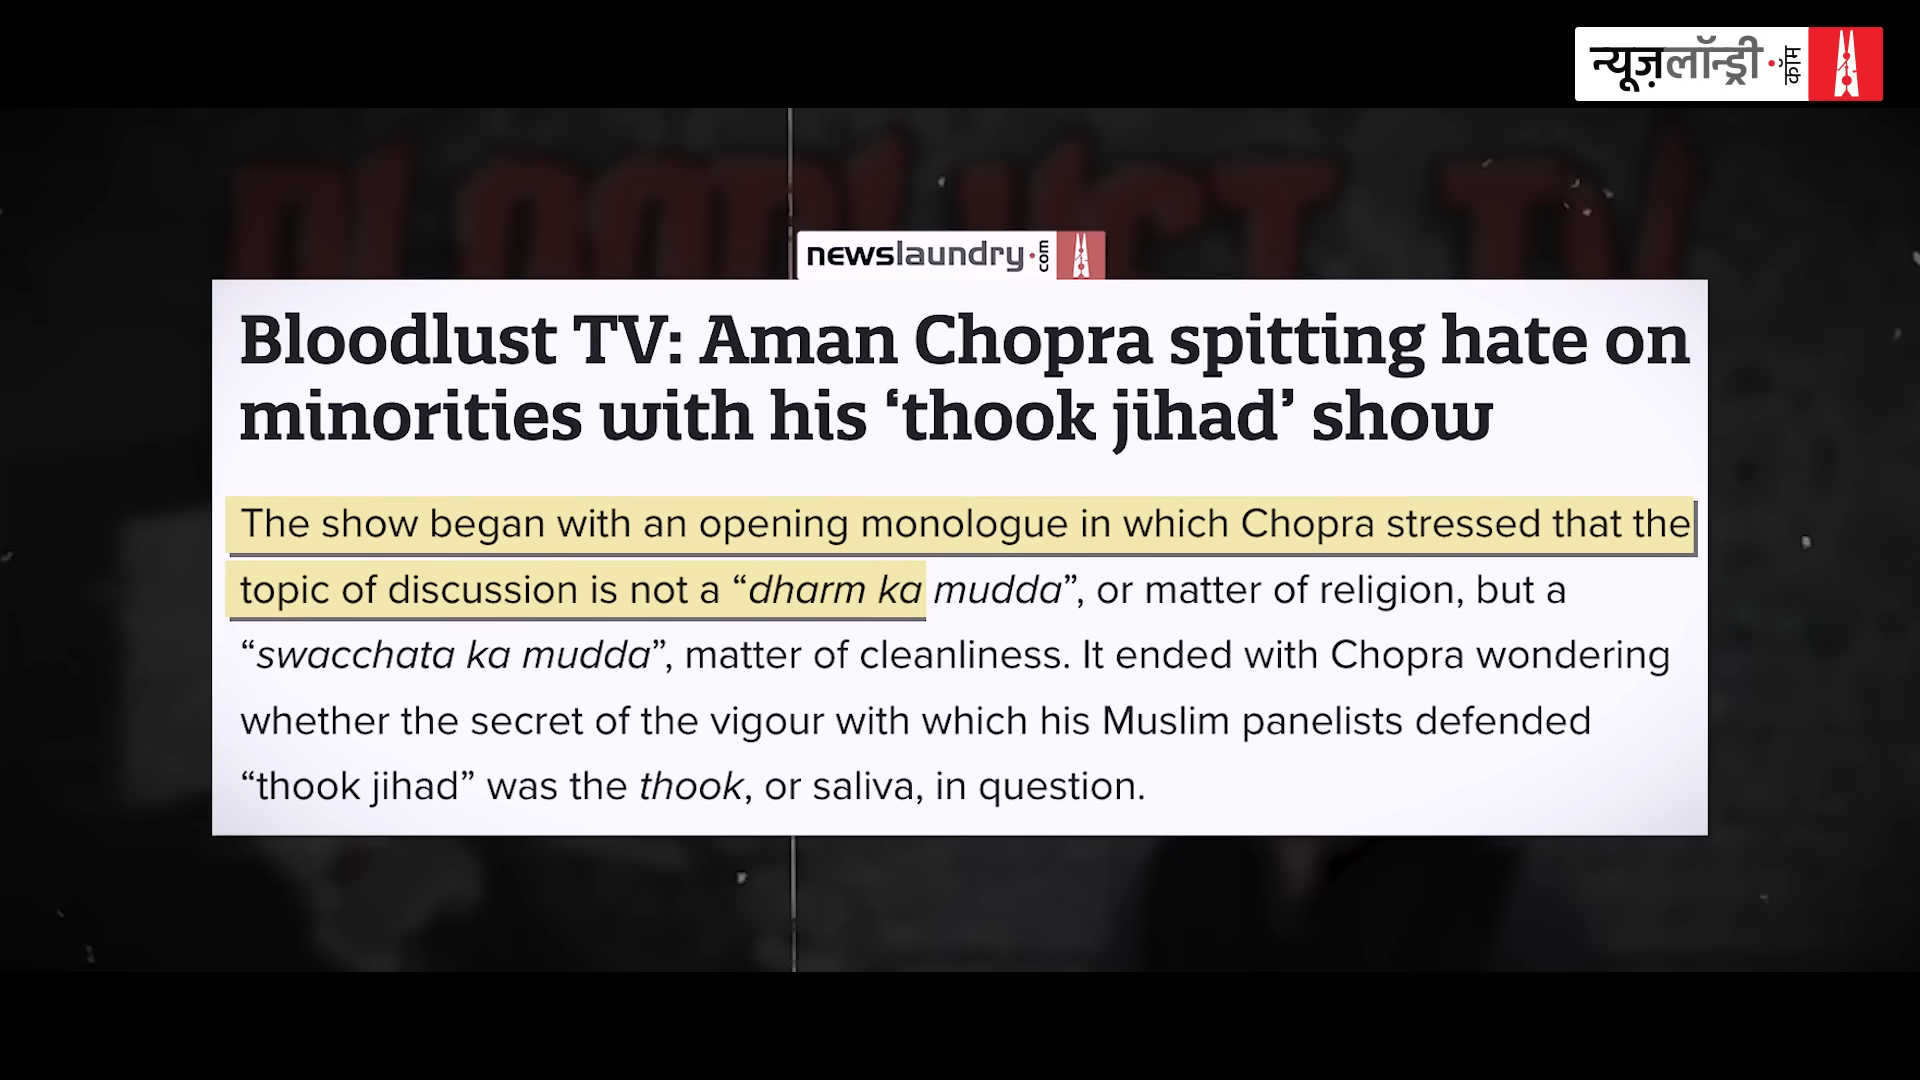 न्यूज़लॉन्ड्री.कॉम
BLOODLUST TV
newslaundry.com
Bloodlust TV: Aman Chopra spitting hate on
minorities with his ‘thook jihad’ show
The show began with an opening monologue in which Chopra stressed that the
topic of discussion is not a “dharm ka mudda”, or matter of religion, but a
“swacchata ka mudda”, matter of cleanliness. It ended with Chopra wondering
whether the secret of the vigour with which his Muslim panelists defended
“thook jihad” was the thook, or saliva, in question.